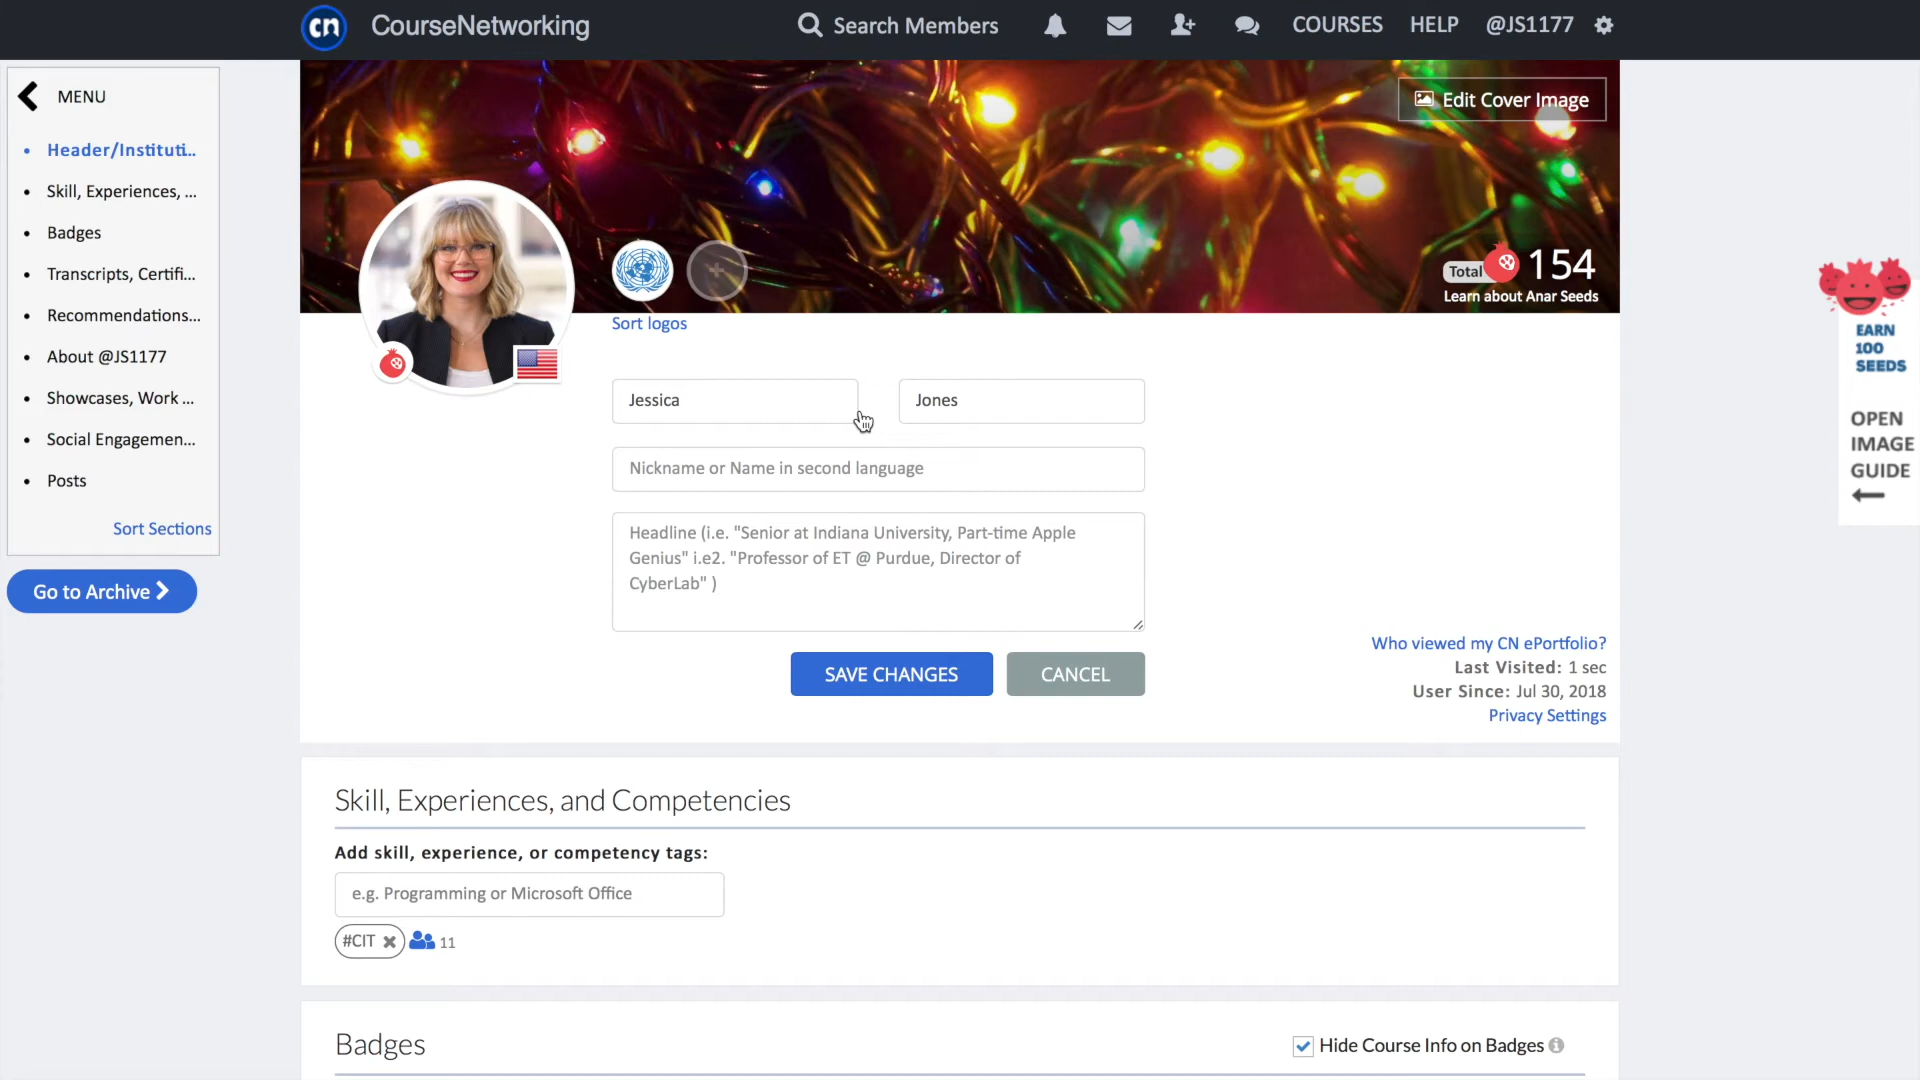 cn CourseNetworking Search Members COURSES HELP @JS1177
MENU
Header/Instituti...
Skill, Experiences, ...
Badges
Transcripts, Certifi...
Recommendations...
About @JS1177
Showcases, Work ...
Social Engagemen...
Posts
Sort Sections
Go to Archive
Edit Cover Image
Total 154
Learn about Anar Seeds
Sort logos
Jessica
Jones
Nickname or Name in second language
Headline (i.e. "Senior at Indiana University, Part-time Apple
Genius" i.e2. "Professor of ET @ Purdue, Director of
CyberLab" )
SAVE CHANGES
CANCEL
Who viewed my CN ePortfolio?
Last Visited: 1 sec
User Since: Jul 30, 2018
Privacy Settings
EARN
100
SEEDS
OPEN
IMAGE
GUIDE
Skill, Experiences, and Competencies
Add skill, experience, or competency tags:
e.g. Programming or Microsoft Office
#CIT 11
Badges
Hide Course Info on Badges